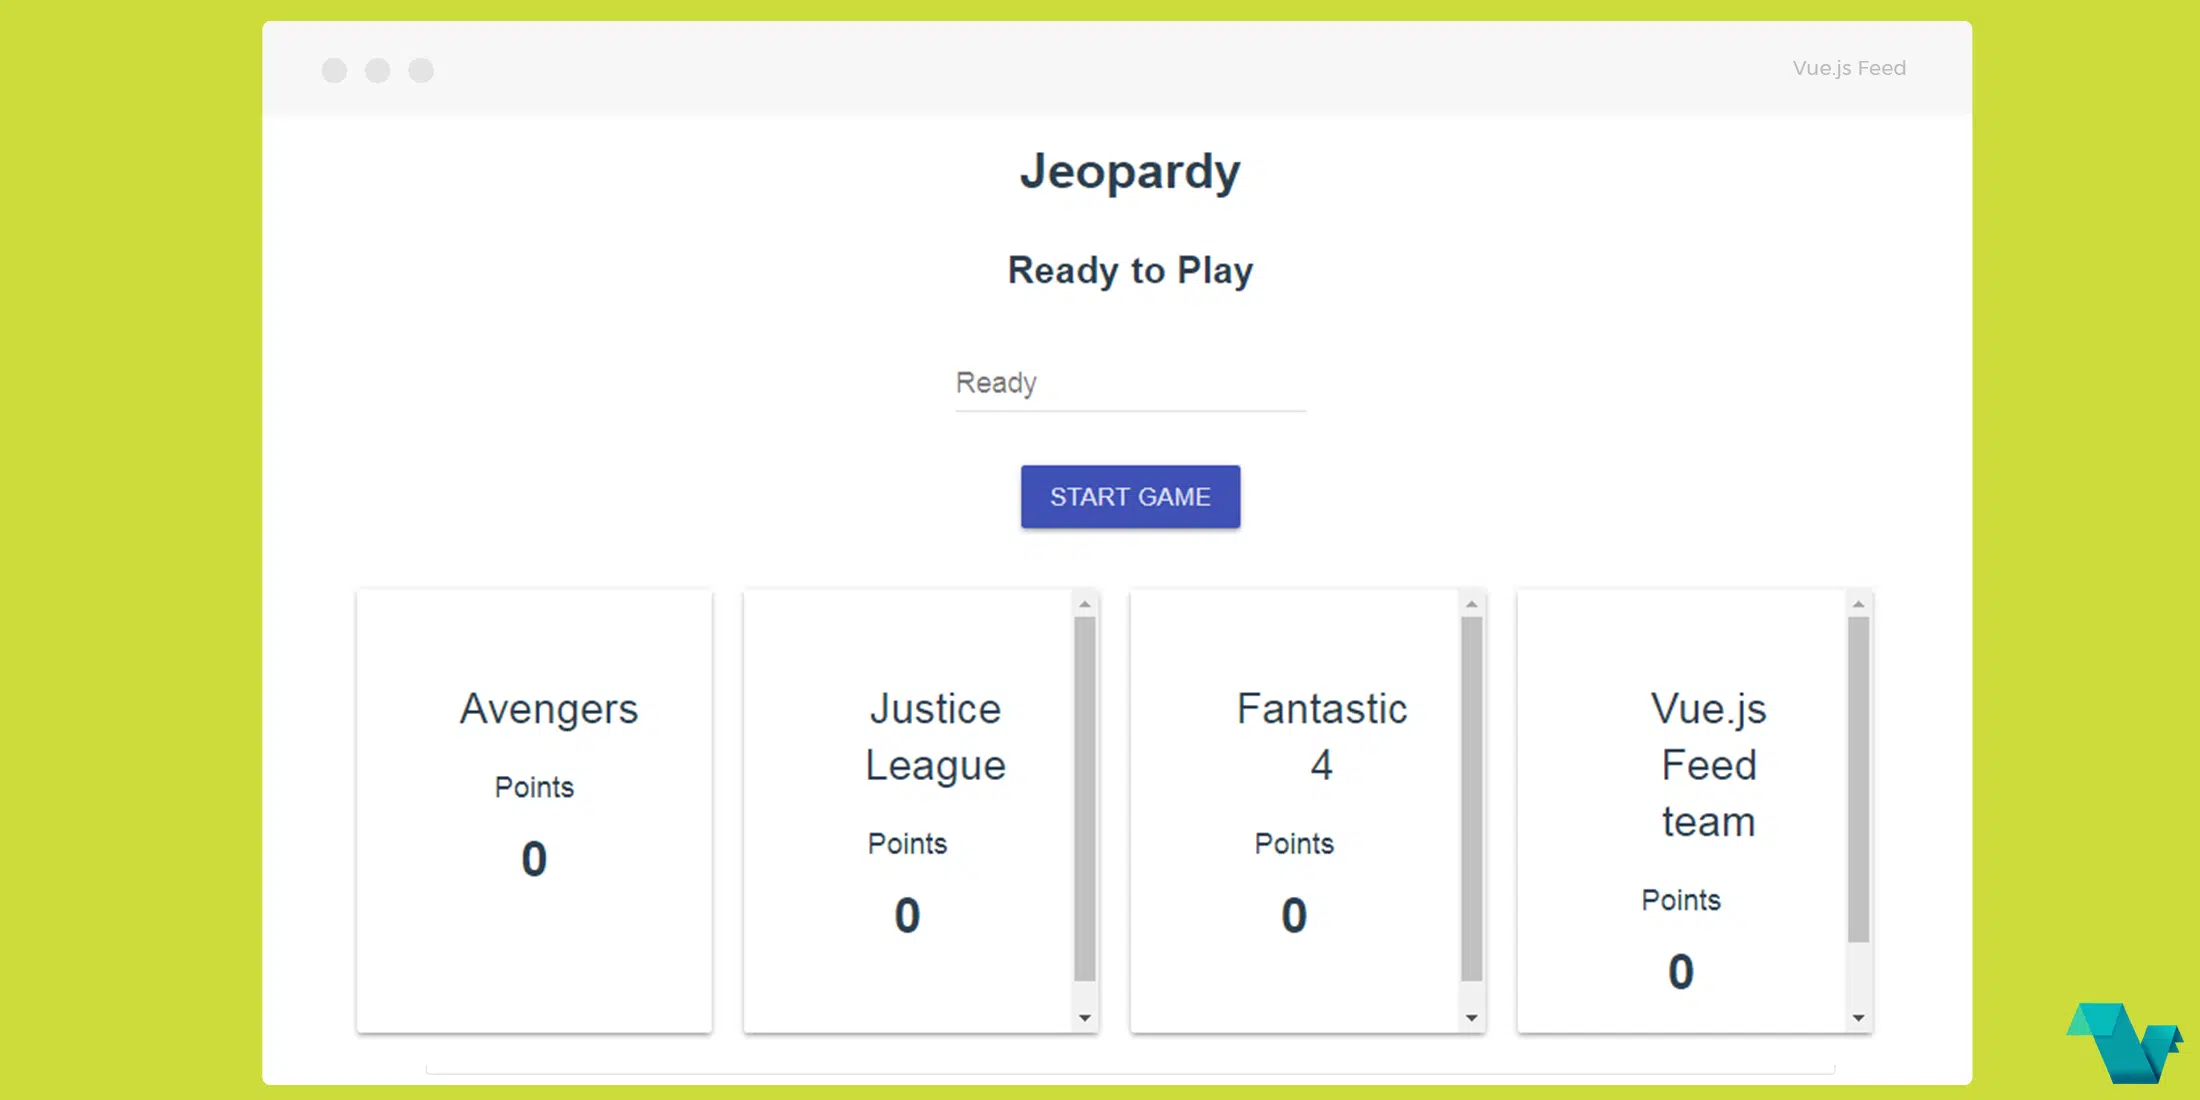 Vue.js Feed
Jeopardy
Ready to Play
Ready
START GAME
Avengers
Points
0
Justice
League
Points
0
Fantastic
4
Points
0
Vue.js
Feed
team
Points
0